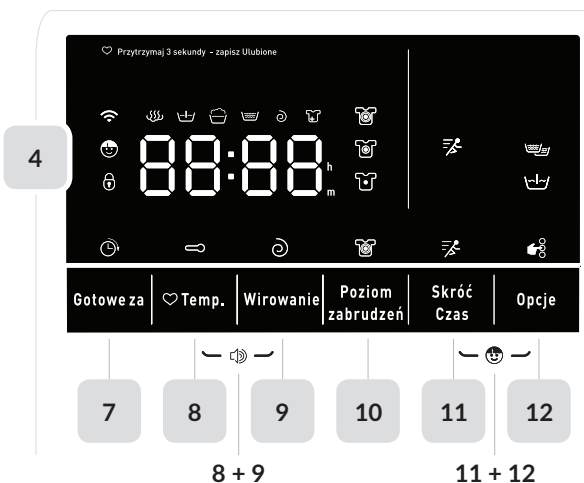 Przytrzymaj 3 sekundy - zapisz Ulubione
4
88:88
h
m
Gotowe za
Temp.
Wirowanie
Poziom
zabrudzeń
Skróć
Czas
Opcje
7
8
9
10
11
12
8 + 9
11 + 12